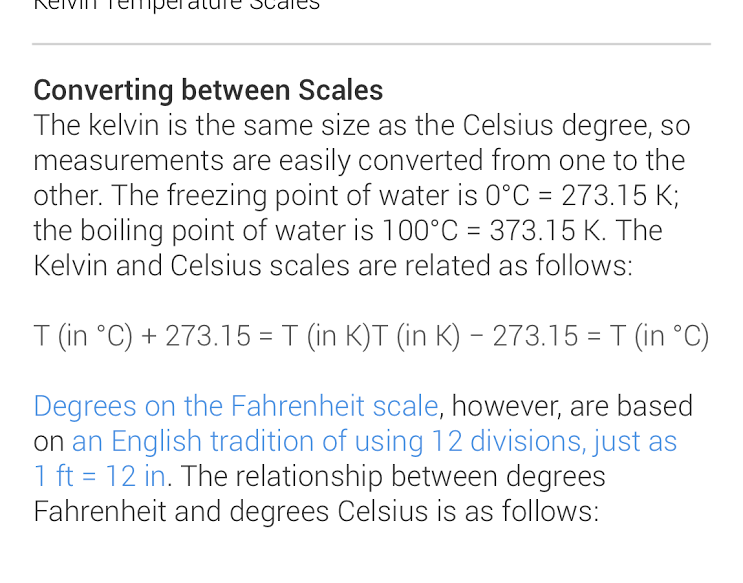 Kelvin Temperature Scales
Converting between Scales
The kelvin is the same size as the Celsius degree, so
measurements are easily converted from one to the
other. The freezing point of water is 0°C = 273.15 K;
the boiling point of water is 100°C = 373.15 K. The
Kelvin and Celsius scales are related as follows:
T (in °C) + 273.15 = T (in K)T (in K) − 273.15 = T (in °C)
Degrees on the Fahrenheit scale, however, are based
on an English tradition of using 12 divisions, just as
1 ft = 12 in. The relationship between degrees
Fahrenheit and degrees Celsius is as follows: